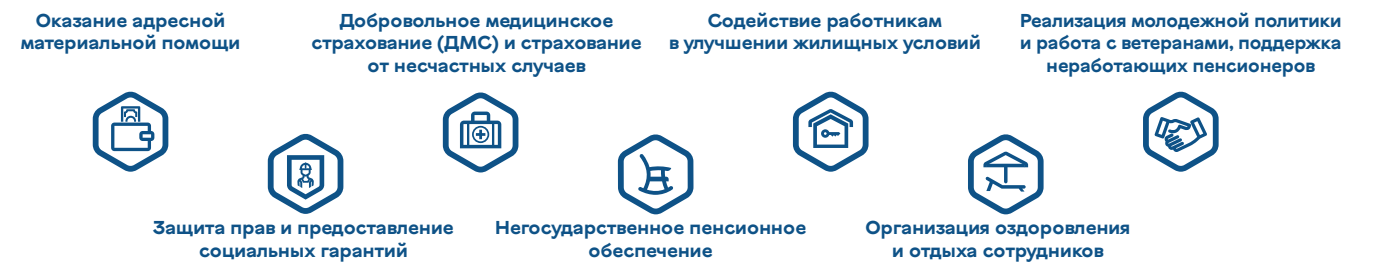 Оказание адресной
материальной помощи
Добровольное медицинское
страхование (ДМС) и страхование
от несчастных случаев
Содействие работникам
в улучшении жилищных условий
Реализация молодежной политики
и работа с ветеранами, поддержка
неработающих пенсионеров
Защита прав и предоставление
социальных гарантий
Негосударственное пенсионное
обеспечение
Организация оздоровления
и отдыха сотрудников